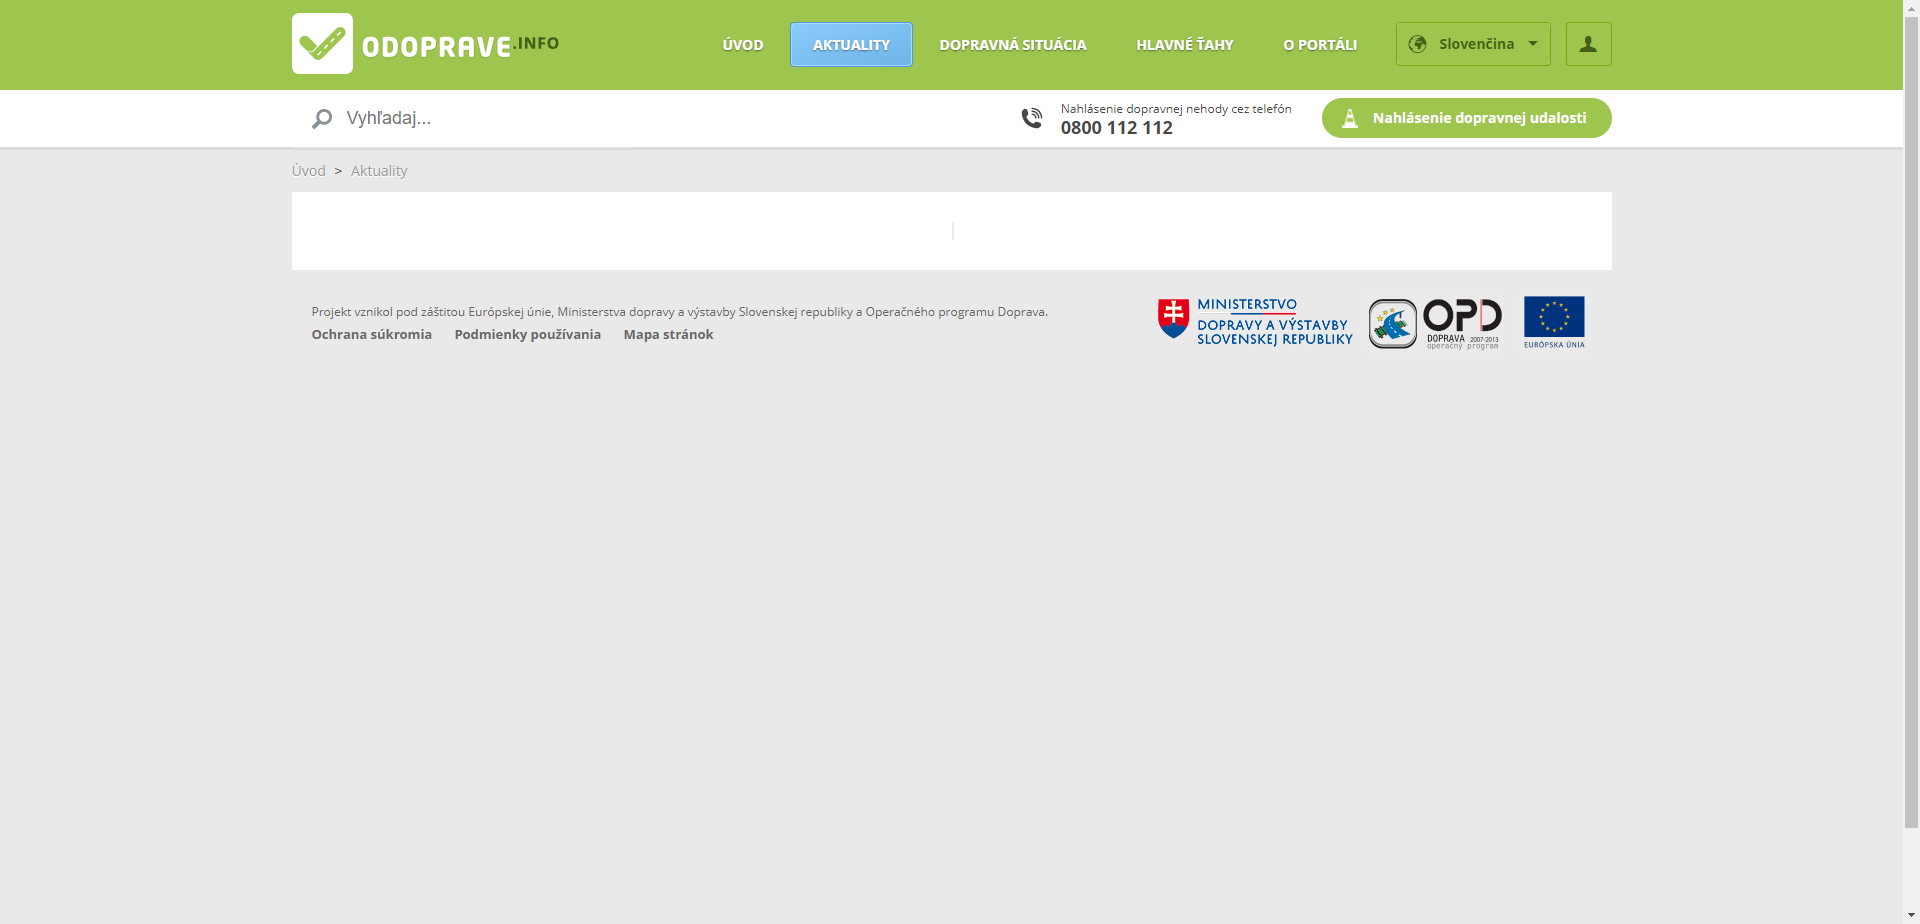 ODOPRAVE.INFO
ÚVOD
AKTUALITY
DOPRAVNÁ SITUÁCIA
HLAVNÉ ŤAHY
O PORTÁLI
Slovenčina
Vyhľadaj...
Nahlásenie dopravnej nehody cez telefón
0800 112 112
Nahlásenie dopravnej udalosti
Úvod > Aktuality
Projekt vznikol pod záštitou Európskej únie, Ministerstva dopravy a výstavby Slovenskej republiky a Operačného programu Doprava.
Ochrana súkromia
Podmienky používania
Mapa stránok
MINISTERSTVO
DOPRAVY A VÝSTAVBY
SLOVENSKEJ REPUBLIKY
OPD
DOPRAVA 2007-2013
operačný program
EURÓPSKA ÚNIA